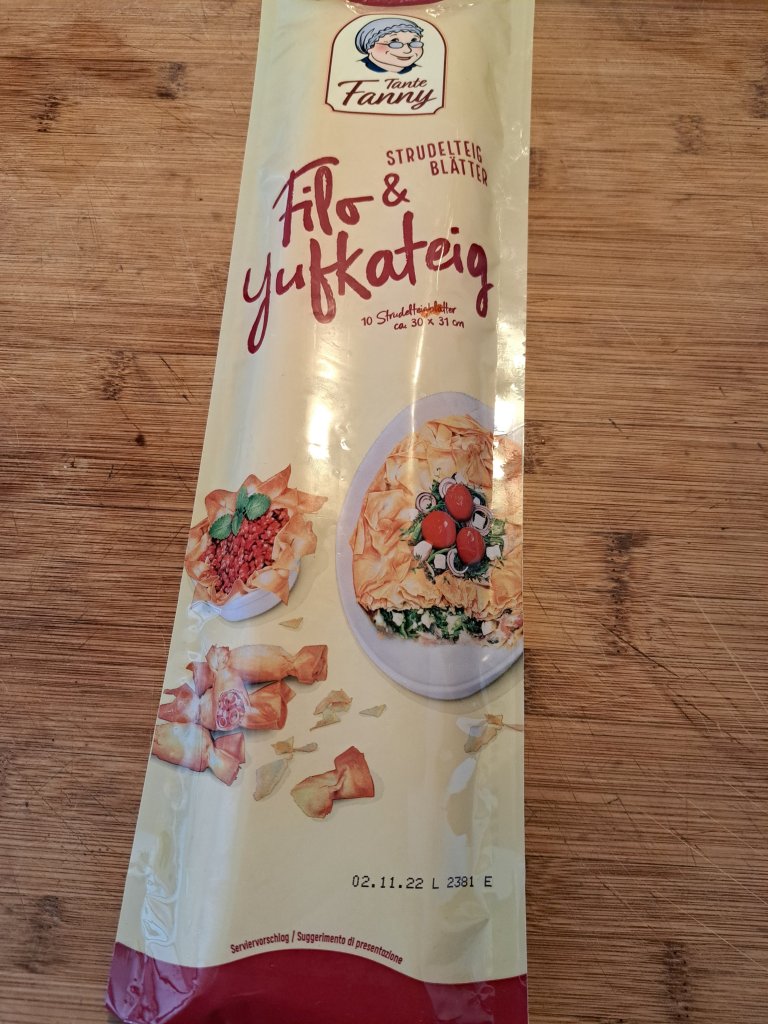 Tante
Fanny
STRUDELTEIG
BLÄTTER
Filo &
yufkateig
10 Strudelteigblätter
ca. 30 x 31 cm
02.11.22 L 2381 E
Serviervorschlag / Suggerimento di presentazione